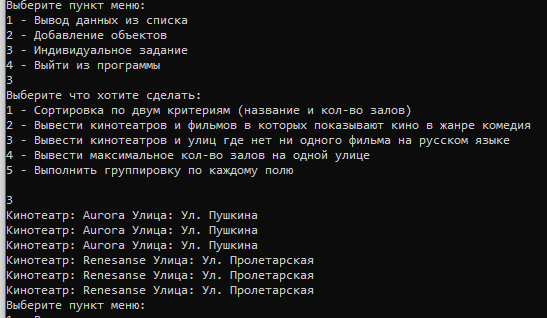 Выберите пункт меню:
1 - Вывод данных из списка
2 - Добавление объектов
3 - Индивидуальное задание
4 - Выйти из программы
3
Выберите что хотите сделать:
1 - Сортировка по двум критериям (название и кол-во залов)
2 - Вывести кинотеатров и фильмов в которых показывают кино в жанре комедия
3 - Вывести кинотеатров и улиц где нет ни одного фильма на русском языке
4 - Вывести максимальное кол-во залов на одной улице
5 - Выполнить группировку по каждому полю
3
Кинотеатр: Aurora Улица: Ул. Пушкина
Кинотеатр: Aurora Улица: Ул. Пушкина
Кинотеатр: Aurora Улица: Ул. Пушкина
Кинотеатр: Renesanse Улица: Ул. Пролетарская
Кинотеатр: Renesanse Улица: Ул. Пролетарская
Кинотеатр: Renesanse Улица: Ул. Пролетарская
Выберите пункт меню: